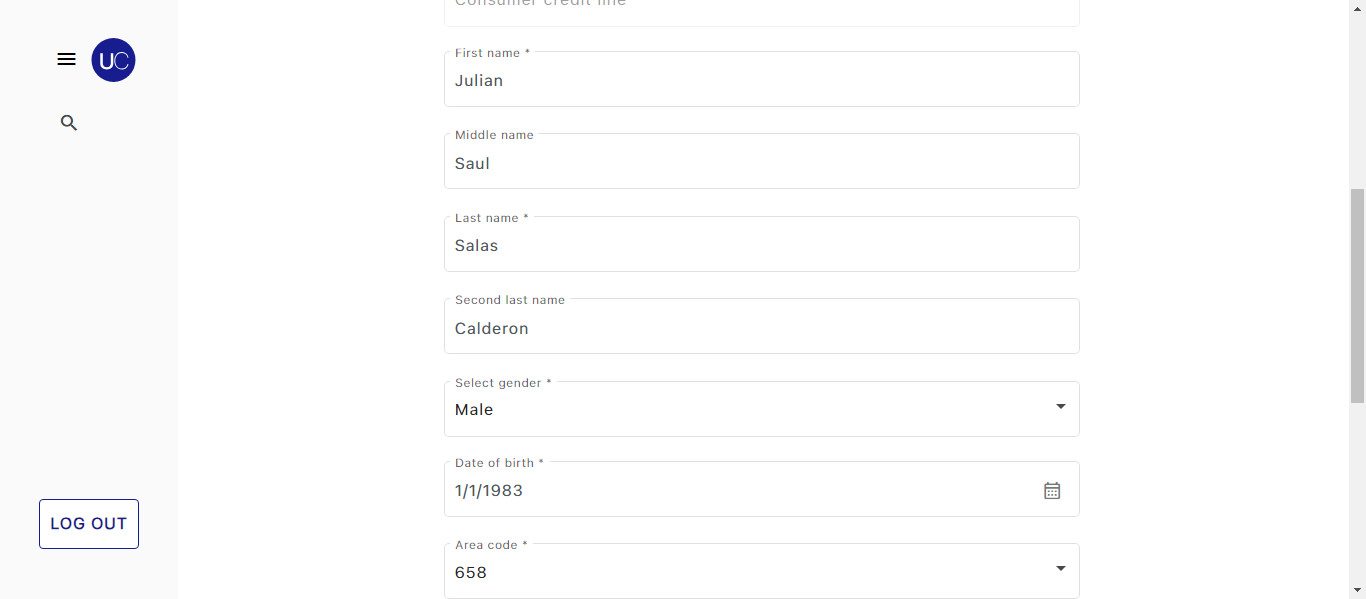 Consumer credit line
UC
First name *
Julian
Middle name
Saul
Last name *
Salas
Second last name
Calderon
Select gender *
Male
Date of birth *
1/1/1983
LOG OUT
Area code *
658